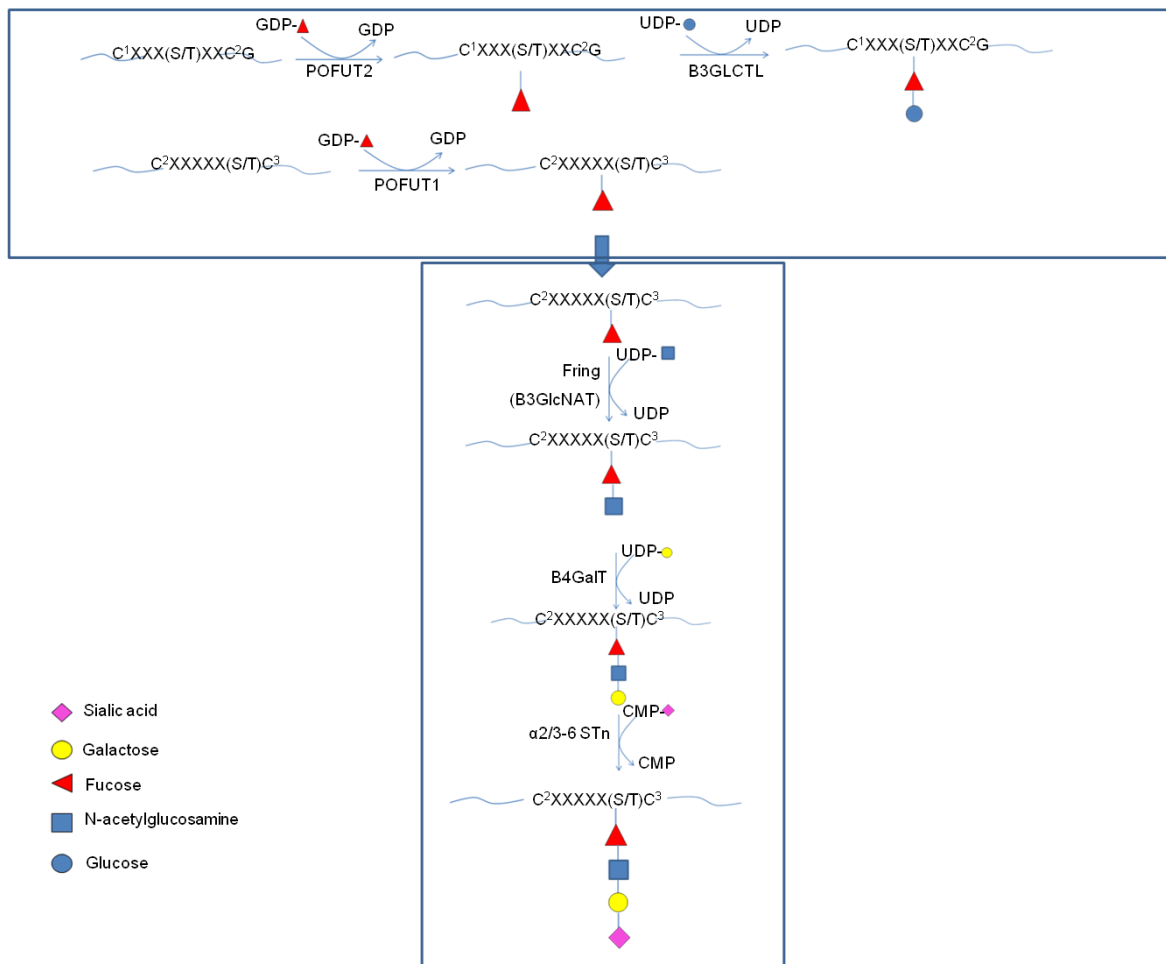 GDP- GDP
C¹XXX(S/T)XXC²G
POFUT2
C¹XXX(S/T)XXC²G
UDP- UDP
B3GLCTL
C¹XXX(S/T)XXC²G
GDP- GDP
C²XXXXX(S/T)C³
POFUT1
C²XXXXX(S/T)C³
C²XXXXX(S/T)C³
UDP-
Fring
(B3GlcNAT)
UDP
C²XXXXX(S/T)C³
UDP-
B4GalT
UDP
C²XXXXX(S/T)C³
CMP-
α2/3-6 STn
CMP
C²XXXXX(S/T)C³
Sialic acid
Galactose
Fucose
N-acetylglucosamine
Glucose